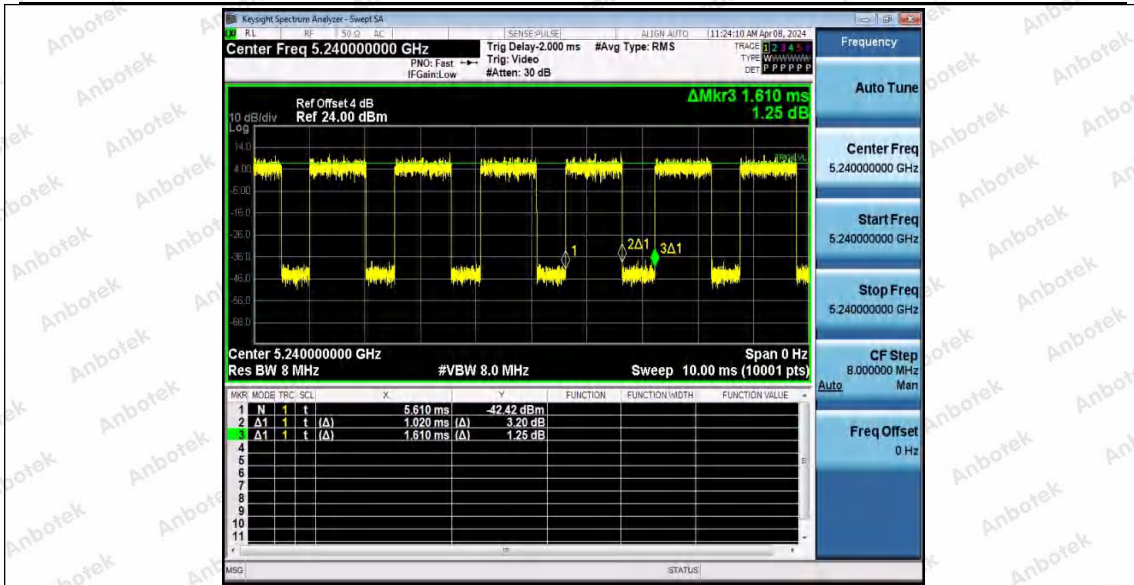 Keysight Spectrum Analyzer - Swept SA
RL RF 50 Ω AC SENSE:PULSE ALIGN AUTO 11:24:10 AM Apr 08, 2024
Center Freq 5.240000000 GHz
PNO: Fast
IFGain:Low
Trig Delay-2.000 ms
Trig: Video
#Atten: 30 dB
#Avg Type: RMS
TRACE 1 2 3 4 5 6
TYPE W
DET P P P P P P
ΔMkr3 1.610 ms
1.25 dB
Ref Offset 4 dB
10 dB/div Ref 24.00 dBm
Log
14.0
4.00
-6.00
-16.0
-26.0
-36.0
-46.0
-56.0
-66.0
TRIG LVL
1
2Δ1
3Δ1
Center 5.240000000 GHz Span 0 Hz
Res BW 8 MHz #VBW 8.0 MHz Sweep 10.00 ms (10001 pts)
MKR MODE TRC SCL X Y FUNCTION FUNCTION WIDTH FUNCTION VALUE
1 N 1 t 5.610 ms -42.42 dBm
2 Δ1 1 t (Δ) 1.020 ms (Δ) 3.20 dB
3 Δ1 1 t (Δ) 1.610 ms (Δ) 1.25 dB
4
5
6
7
8
9
10
11
MSG STATUS
Frequency
Auto Tune
Center Freq
5.240000000 GHz
Start Freq
5.240000000 GHz
Stop Freq
5.240000000 GHz
CF Step
8.000000 MHz
Auto Man
Freq Offset
0 Hz
Anbotek